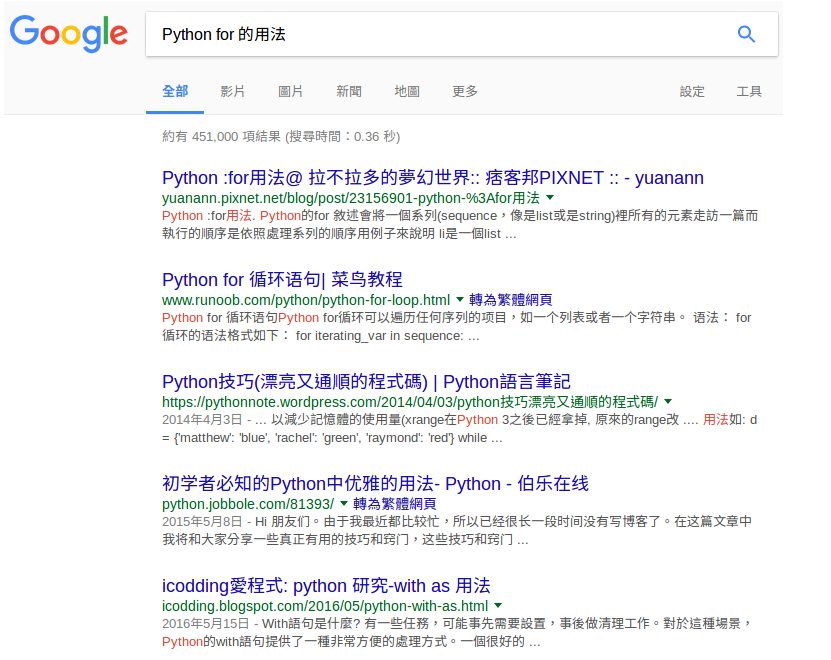 Google
Python for 的用法
全部 影片 圖片 新聞 地圖 更多 設定 工具
約有 451,000 項結果 (搜尋時間：0.36 秒)
Python :for用法@ 拉不拉多的夢幻世界:: 痞客邦PIXNET :: - yuanann
yuanann.pixnet.net/blog/post/23156901-python-%3Afor用法
Python :for用法. Python的for 敘述會將一個系列(sequence，像是list或是string)裡所有的元素走訪一篇而
執行的順序是依照處理系列的順序用例子來說明 li是一個list ...
Python for 循环语句| 菜鸟教程
www.runoob.com/python/python-for-loop.html 轉為繁體網頁
Python for 循环语句Python for循环可以遍历任何序列的项目，如一个列表或者一个字符串。 语法： for
循环的语法格式如下： for iterating_var in sequence: ...
Python技巧(漂亮又通順的程式碼) | Python語言筆記
https://pythonnote.wordpress.com/2014/04/03/python技巧漂亮又通順的程式碼/
2014年4月3日 - ... 以減少記憶體的使用量(xrange在Python 3之後已經拿掉, 原來的range改 .... 用法如: d
= {'matthew': 'blue', 'rachel': 'green', 'raymond': 'red'} while ...
初学者必知的Python中优雅的用法- Python - 伯乐在线
python.jobbole.com/81393/ 轉為繁體網頁
2015年5月8日 - Hi 朋友们。由于我最近都比较忙，所以已经很长一段时间没有写博客了。在这篇文章中
我将和大家分享一些真正有用的技巧和窍门，这些技巧和窍门 ...
icodding愛程式: python 研究-with as 用法
icodding.blogspot.com/2016/05/python-with-as.html
2016年5月15日 - With語句是什麼? 有一些任務，可能事先需要設置，事後做清理工作。對於這種場景，
Python的with語句提供了一種非常方便的處理方式。一個很好的 ...